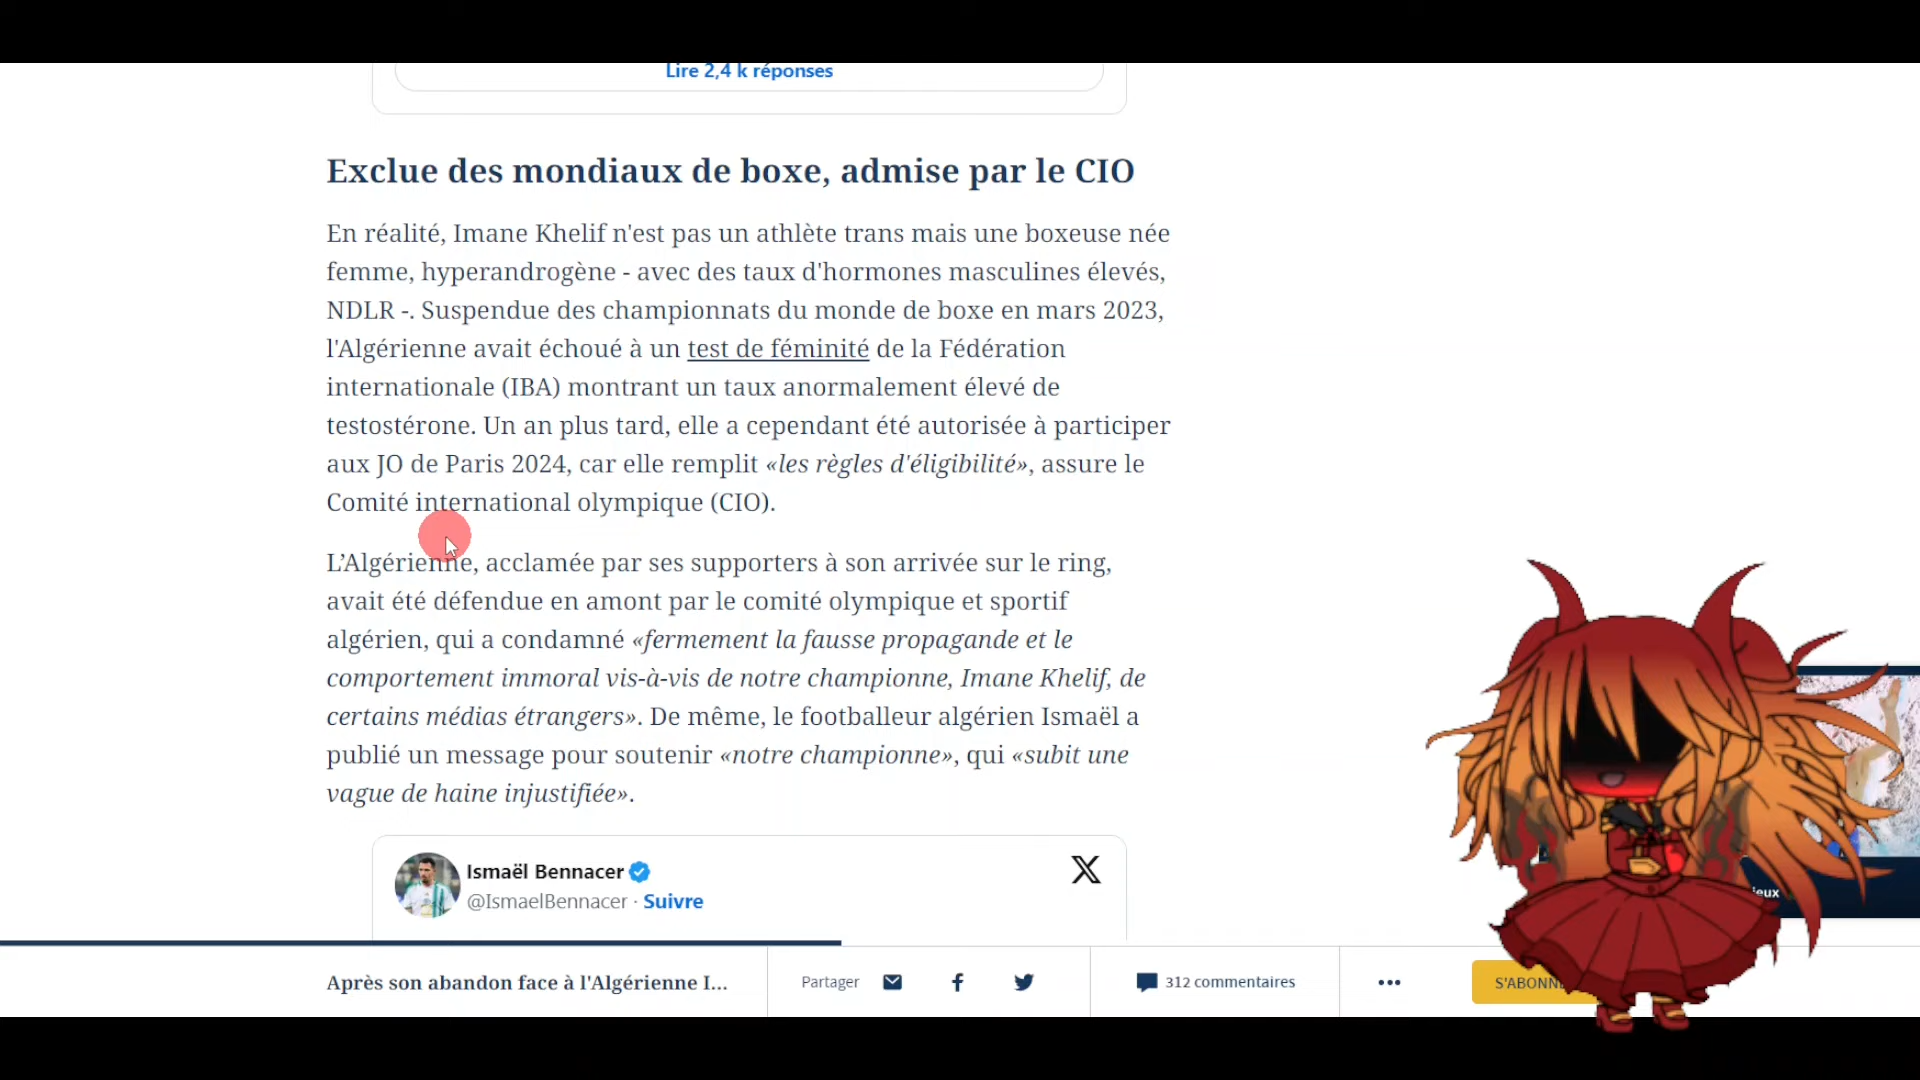 Lire 2,4 k réponses
Exclue des mondiaux de boxe, admise par le CIO
En réalité, Imane Khelif n'est pas un athlète trans mais une boxeuse née
femme, hyperandrogène - avec des taux d'hormones masculines élevés,
NDLR -. Suspendue des championnats du monde de boxe en mars 2023,
l'Algérienne avait échoué à un test de féminité de la Fédération
internationale (IBA) montrant un taux anormalement élevé de
testostérone. Un an plus tard, elle a cependant été autorisée à participer
aux JO de Paris 2024, car elle remplit «les règles d'éligibilité», assure le
Comité international olympique (CIO).
L’Algérienne, acclamée par ses supporters à son arrivée sur le ring,
avait été défendue en amont par le comité olympique et sportif
algérien, qui a condamné «fermement la fausse propagande et le
comportement immoral vis-à-vis de notre championne, Imane Khelif, de
certains médias étrangers». De même, le footballeur algérien Ismaël a
publié un message pour soutenir «notre championne», qui «subit une
vague de haine injustifiée».
Ismaël Bennacer
@IsmaelBennacer · Suivre
Après son abandon face à l'Algérienne I...
Partager
312 commentaires